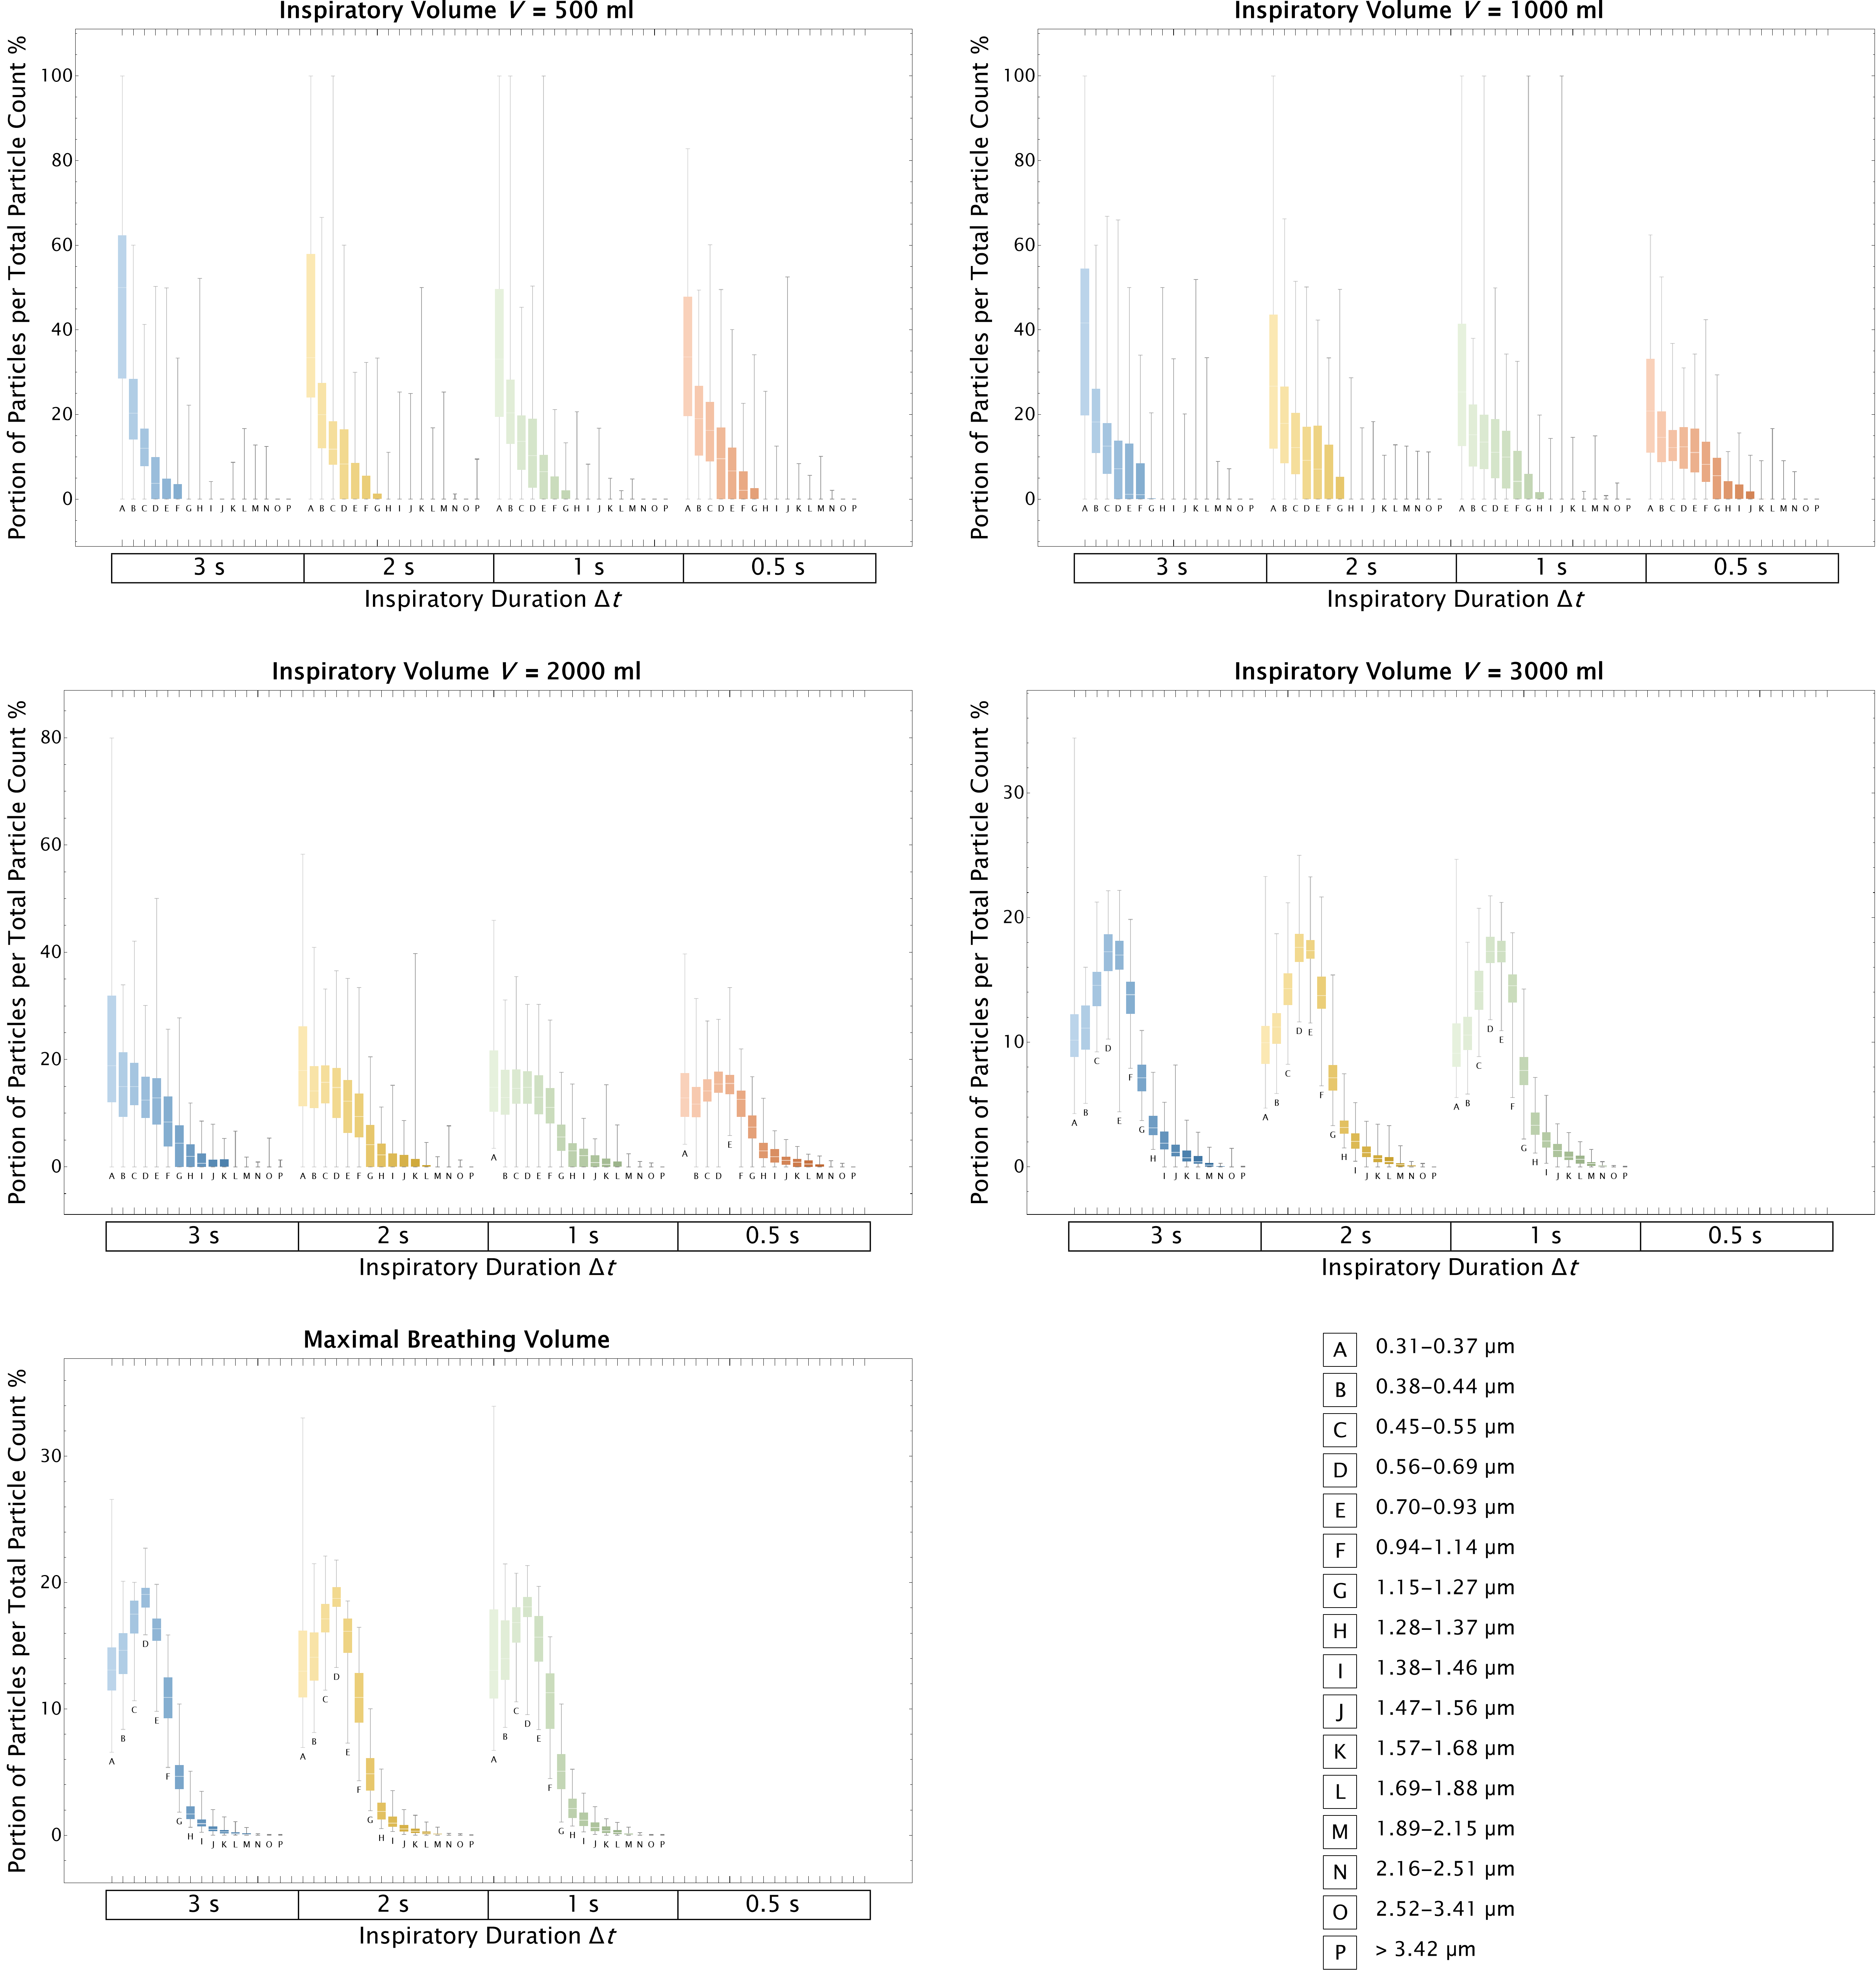 Inspiratory Volume V = 500 ml
Portion of Particles per Total Particle Count %
100
80
60
40
20
0
A B C D E F G H I J K L M N O P A B C D E F G H I J K L M N O P A B C D E F G H I J K L M N O P A B C D E F G H I J K L M N O P
3 s 2 s 1 s 0.5 s
Inspiratory Duration Δt
Inspiratory Volume V = 1000 ml
Portion of Particles per Total Particle Count %
100
80
60
40
20
0
A B C D E F G H I J K L M N O P A B C D E F G H I J K L M N O P A B C D E F G H I J K L M N O P A B C D E F G H I J K L M N O P
3 s 2 s 1 s 0.5 s
Inspiratory Duration Δt
Inspiratory Volume V = 2000 ml
Portion of Particles per Total Particle Count %
80
60
40
20
0
A B C D E F G H I J K L M N O P A B C D E F G H I J K L M N O P A B C D E F G H I J K L M N O P A B C D E F G H I J K L M N O P
3 s 2 s 1 s 0.5 s
Inspiratory Duration Δt
Inspiratory Volume V = 3000 ml
Portion of Particles per Total Particle Count %
30
20
10
0
A B C D E F G H I J K L M N O P A B C D E F G H I J K L M N O P A B C D E F G H I J K L M N O P
3 s 2 s 1 s 0.5 s
Inspiratory Duration Δt
Maximal Breathing Volume
Portion of Particles per Total Particle Count %
30
20
10
0
A B C D E F G H I J K L M N O P A B C D E F G H I J K L M N O P A B C D E F G H I J K L M N O P
3 s 2 s 1 s 0.5 s
Inspiratory Duration Δt
A 0.31–0.37 µm
B 0.38–0.44 µm
C 0.45–0.55 µm
D 0.56–0.69 µm
E 0.70–0.93 µm
F 0.94–1.14 µm
G 1.15–1.27 µm
H 1.28–1.37 µm
I 1.38–1.46 µm
J 1.47–1.56 µm
K 1.57–1.68 µm
L 1.69–1.88 µm
M 1.89–2.15 µm
N 2.16–2.51 µm
O 2.52–3.41 µm
P > 3.42 µm